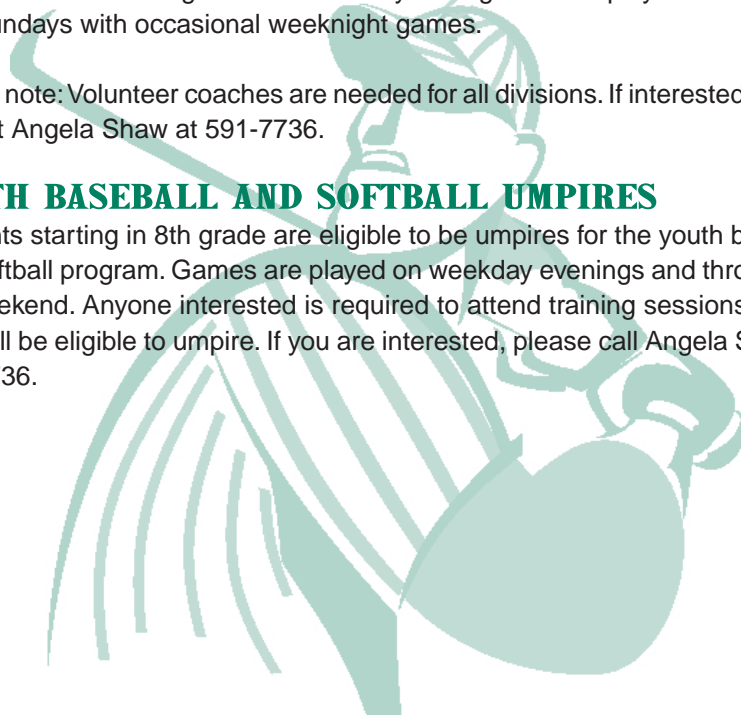 undays with occasional weeknight games.
note: Volunteer coaches are needed for all divisions. If interested
t Angela Shaw at 591-7736.
TH BASEBALL AND SOFTBALL UMPIRES
nts starting in 8th grade are eligible to be umpires for the youth b
ftball program. Games are played on weekday evenings and thro
ekend. Anyone interested is required to attend training sessions
ll be eligible to umpire. If you are interested, please call Angela S
736.